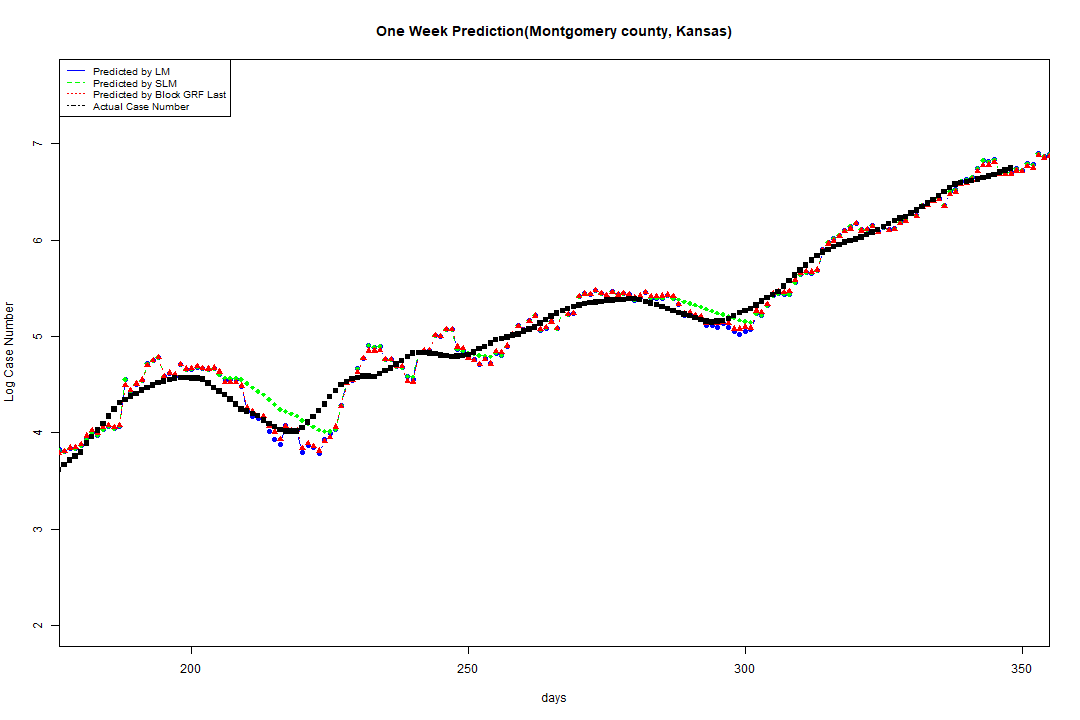 One Week Prediction(Montgomery county, Kansas)
Predicted by LM
Predicted by SLM
Predicted by Block GRF Last
Actual Case Number
7
6
5
4
3
2
Log Case Number
200
250
300
350
days